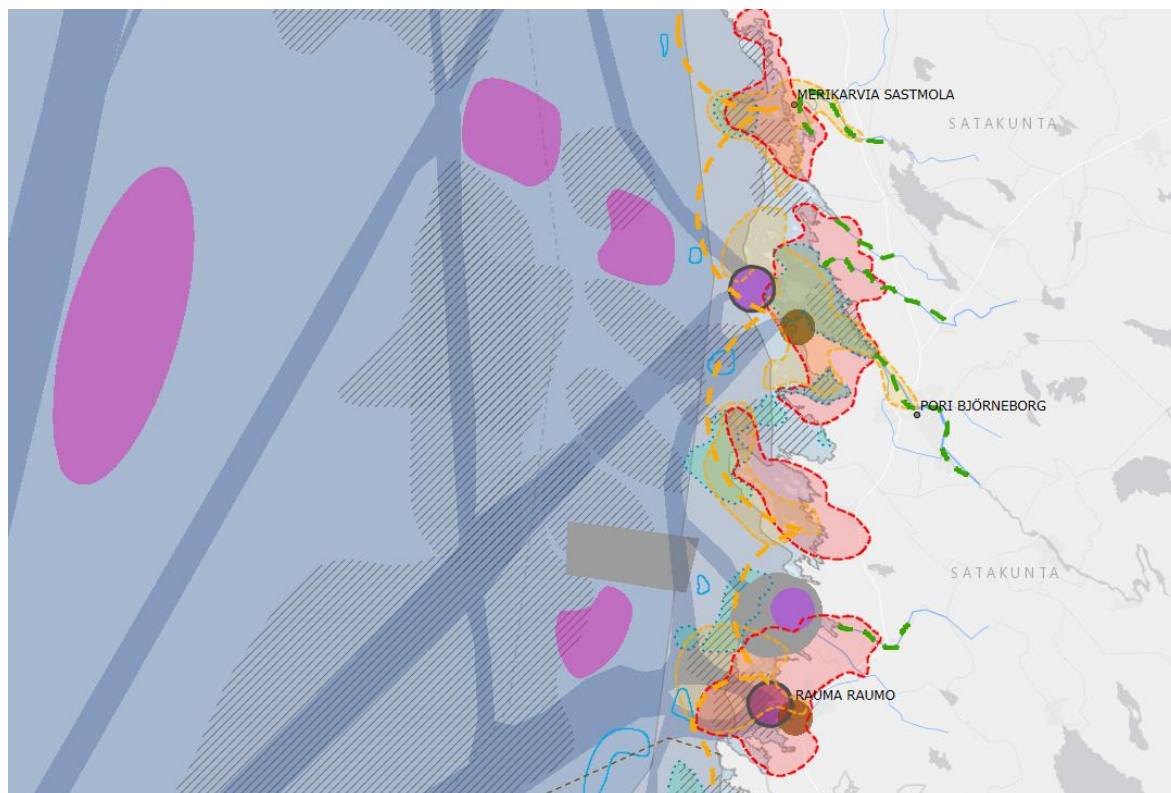 MERIKARVIA SASTMOLA
SATAKUNTA
PORI BJÖRNEBORG
SATAKUNTA
RAUMA RAUMO